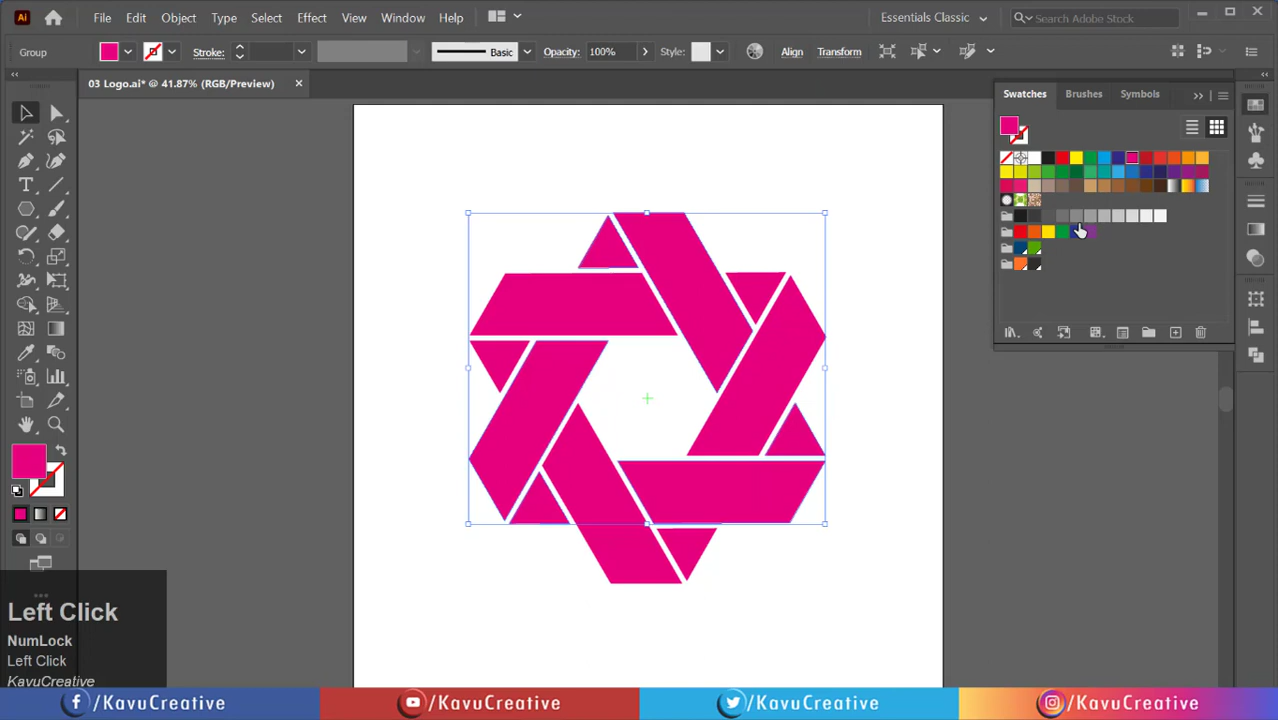 Ai File Edit Object Type Select Effect View Window Help Essentials Classic Search Adobe Stock
Group Stroke: Basic Opacity: 100% Style: Align Transform
03 Logo.ai* @ 41.87% (RGB/Preview) ×
Swatches Brushes Symbols
Left Click
NumLock
Left Click
KavuCreative
/KavuCreative /KavuCreative /KavuCreative /KavuCreative